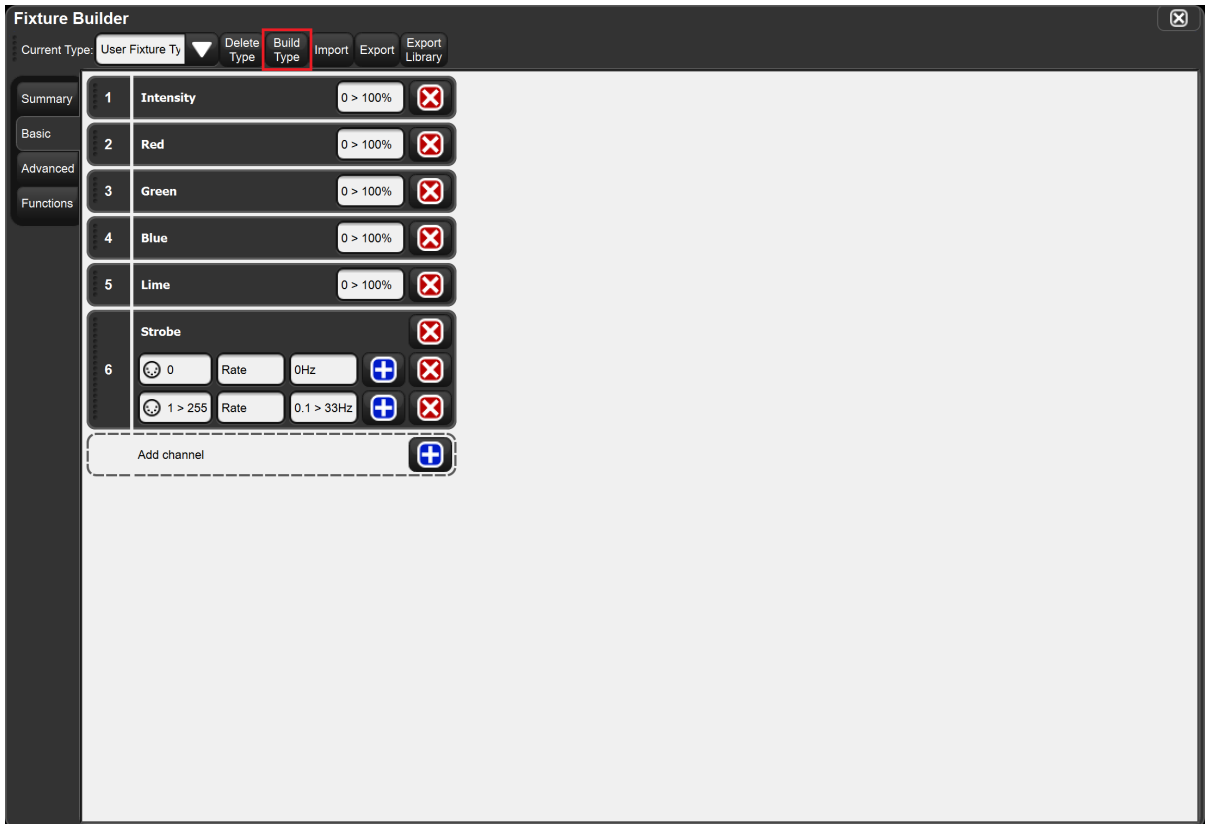 Fixture Builder
Current Type: User Fixture Ty Delete Type Build Type Import Export Export Library
Summary
Basic
Advanced
Functions
1 Intensity 0 > 100%
2 Red 0 > 100%
3 Green 0 > 100%
4 Blue 0 > 100%
5 Lime 0 > 100%
Strobe
6 0 Rate 0Hz
1 > 255 Rate 0.1 > 33Hz
Add channel